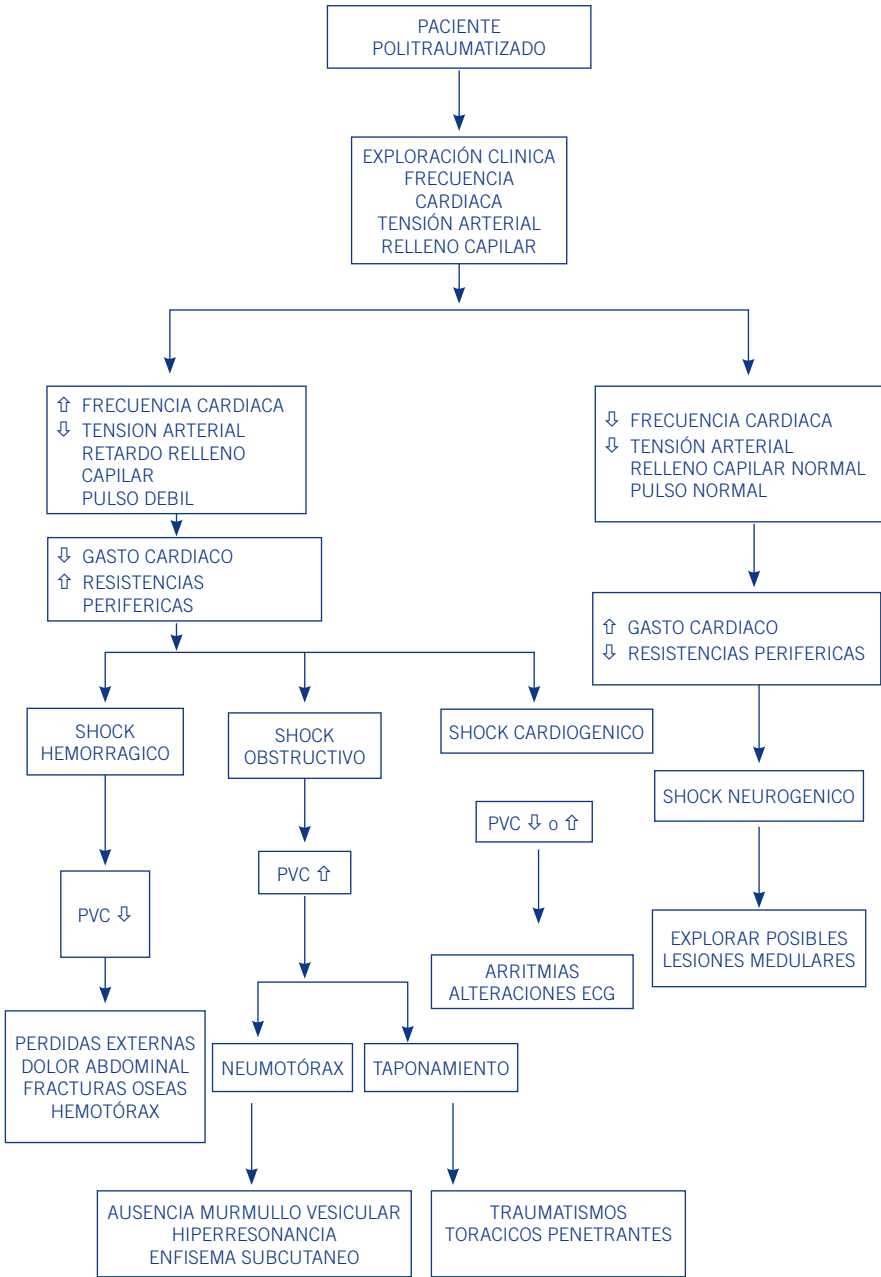 PACIENTE
POLITRAUMATIZADO
EXPLORACIÓN CLINICA
FRECUENCIA
CARDIACA
TENSIÓN ARTERIAL
RELLENO CAPILAR
⇧ FRECUENCIA CARDIACA
⇩ TENSION ARTERIAL
RETARDO RELLENO
CAPILAR
PULSO DEBIL
⇩ FRECUENCIA CARDIACA
⇩ TENSIÓN ARTERIAL
RELLENO CAPILAR NORMAL
PULSO NORMAL
⇩ GASTO CARDIACO
⇧ RESISTENCIAS
PERIFERICAS
⇧ GASTO CARDIACO
⇩ RESISTENCIAS PERIFERICAS
SHOCK
HEMORRAGICO
SHOCK
OBSTRUCTIVO
SHOCK CARDIOGENICO
SHOCK NEUROGENICO
PVC ⇩
PVC ⇧
PVC ⇩ o ⇧
EXPLORAR POSIBLES
LESIONES MEDULARES
ARRITMIAS
ALTERACIONES ECG
PERDIDAS EXTERNAS
DOLOR ABDOMINAL
FRACTURAS OSEAS
HEMOTÓRAX
NEUMOTÓRAX
TAPONAMIENTO
AUSENCIA MURMULLO VESICULAR
HIPERRESONANCIA
ENFISEMA SUBCUTANEO
TRAUMATISMOS
TORACICOS PENETRANTES